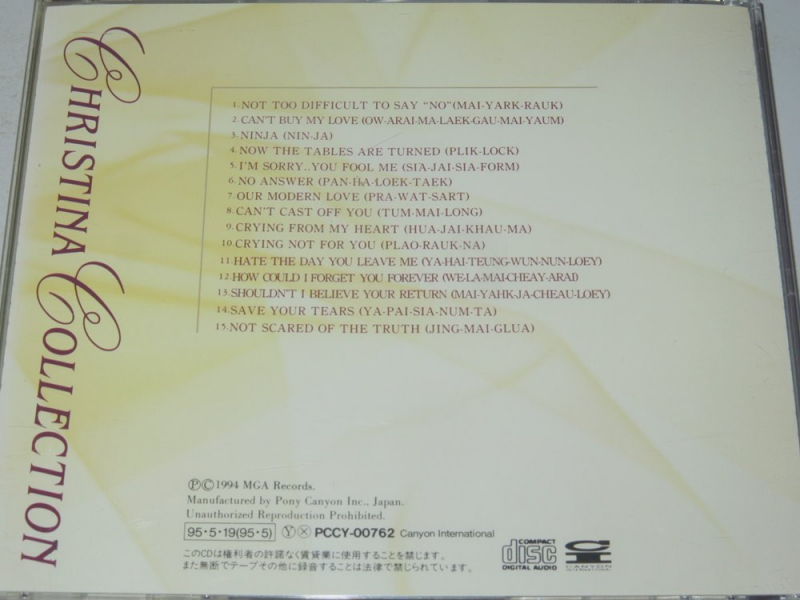 CHRISTINA COLLECTION
1. NOT TOO DIFFICULT TO SAY "NO"(MAI-YARK-RAUK)
2. CAN'T BUY MY LOVE (OW-ARAI-MA-LAEK-GAU-MAI-YAUM)
3. NINJA (NIN-JA)
4. NOW THE TABLES ARE TURNED (PLIK-LOCK)
5. I'M SORRY..YOU FOOL ME (SIA-JAI-SIA-FORM)
6. NO ANSWER (PAN-HA-LOEK-TAEK)
7. OUR MODERN LOVE (PRA-WAT-SART)
8. CAN'T CAST OFF YOU (TUM-MAI-LONG)
9. CRYING FROM MY HEART (HUA-JAI-KHAU-MA)
10. CRYING NOT FOR YOU (PLAO-RAUK-NA)
11. HATE THE DAY YOU LEAVE ME (YA-HAI-TEUNG-WUN-NUN-LOEY)
12. HOW COULD I FORGET YOU FOREVER (WE-LA-MAI-CHEAY-ARAI)
13. SHOULDN'T I BELIEVE YOUR RETURN (MAI-YAHK-JA-CHEAU-LOEY)
14. SAVE YOUR TEARS (YA-PAI-SIA-NUM-TA)
15. NOT SCARED OF THE TRUTH (JING-MAI-GLUA)
Ⓟ©1994 MGA Records.
Manufactured by Pony Canyon Inc., Japan.
Unauthorized Reproduction Prohibited.
95·5·19(95·5) Ⓨⓧ PCCY-00762 Canyon International
このCDは権利者の許諾なく賃貸業に使用することを禁じます。
また無断でテープその他に録音することは法律で禁じられています。
COMPACT
disc
DIGITAL AUDIO